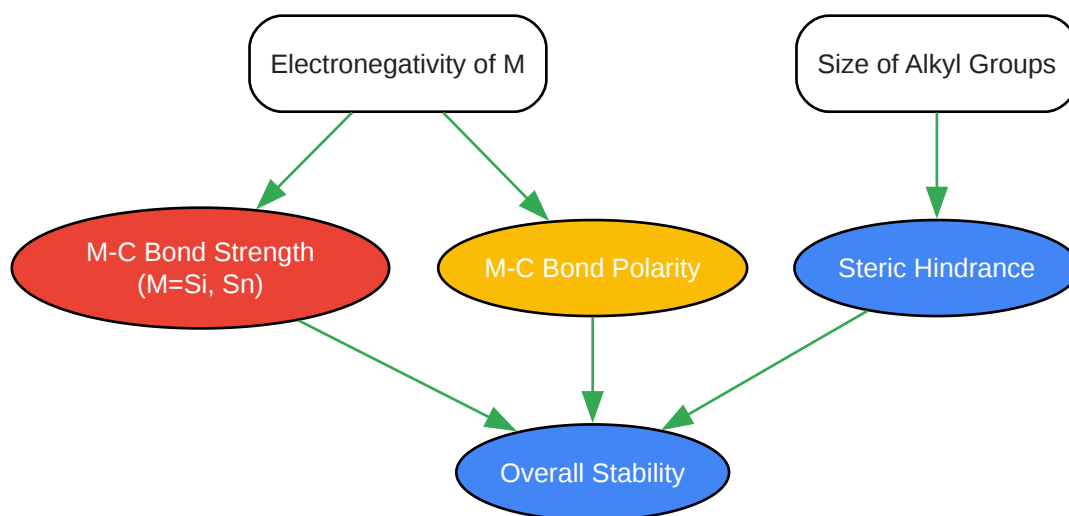 Electronegativity of M
Size of Alkyl Groups
M-C Bond Strength
(M=Si, Sn)
M-C Bond Polarity
Steric Hindrance
Overall Stability